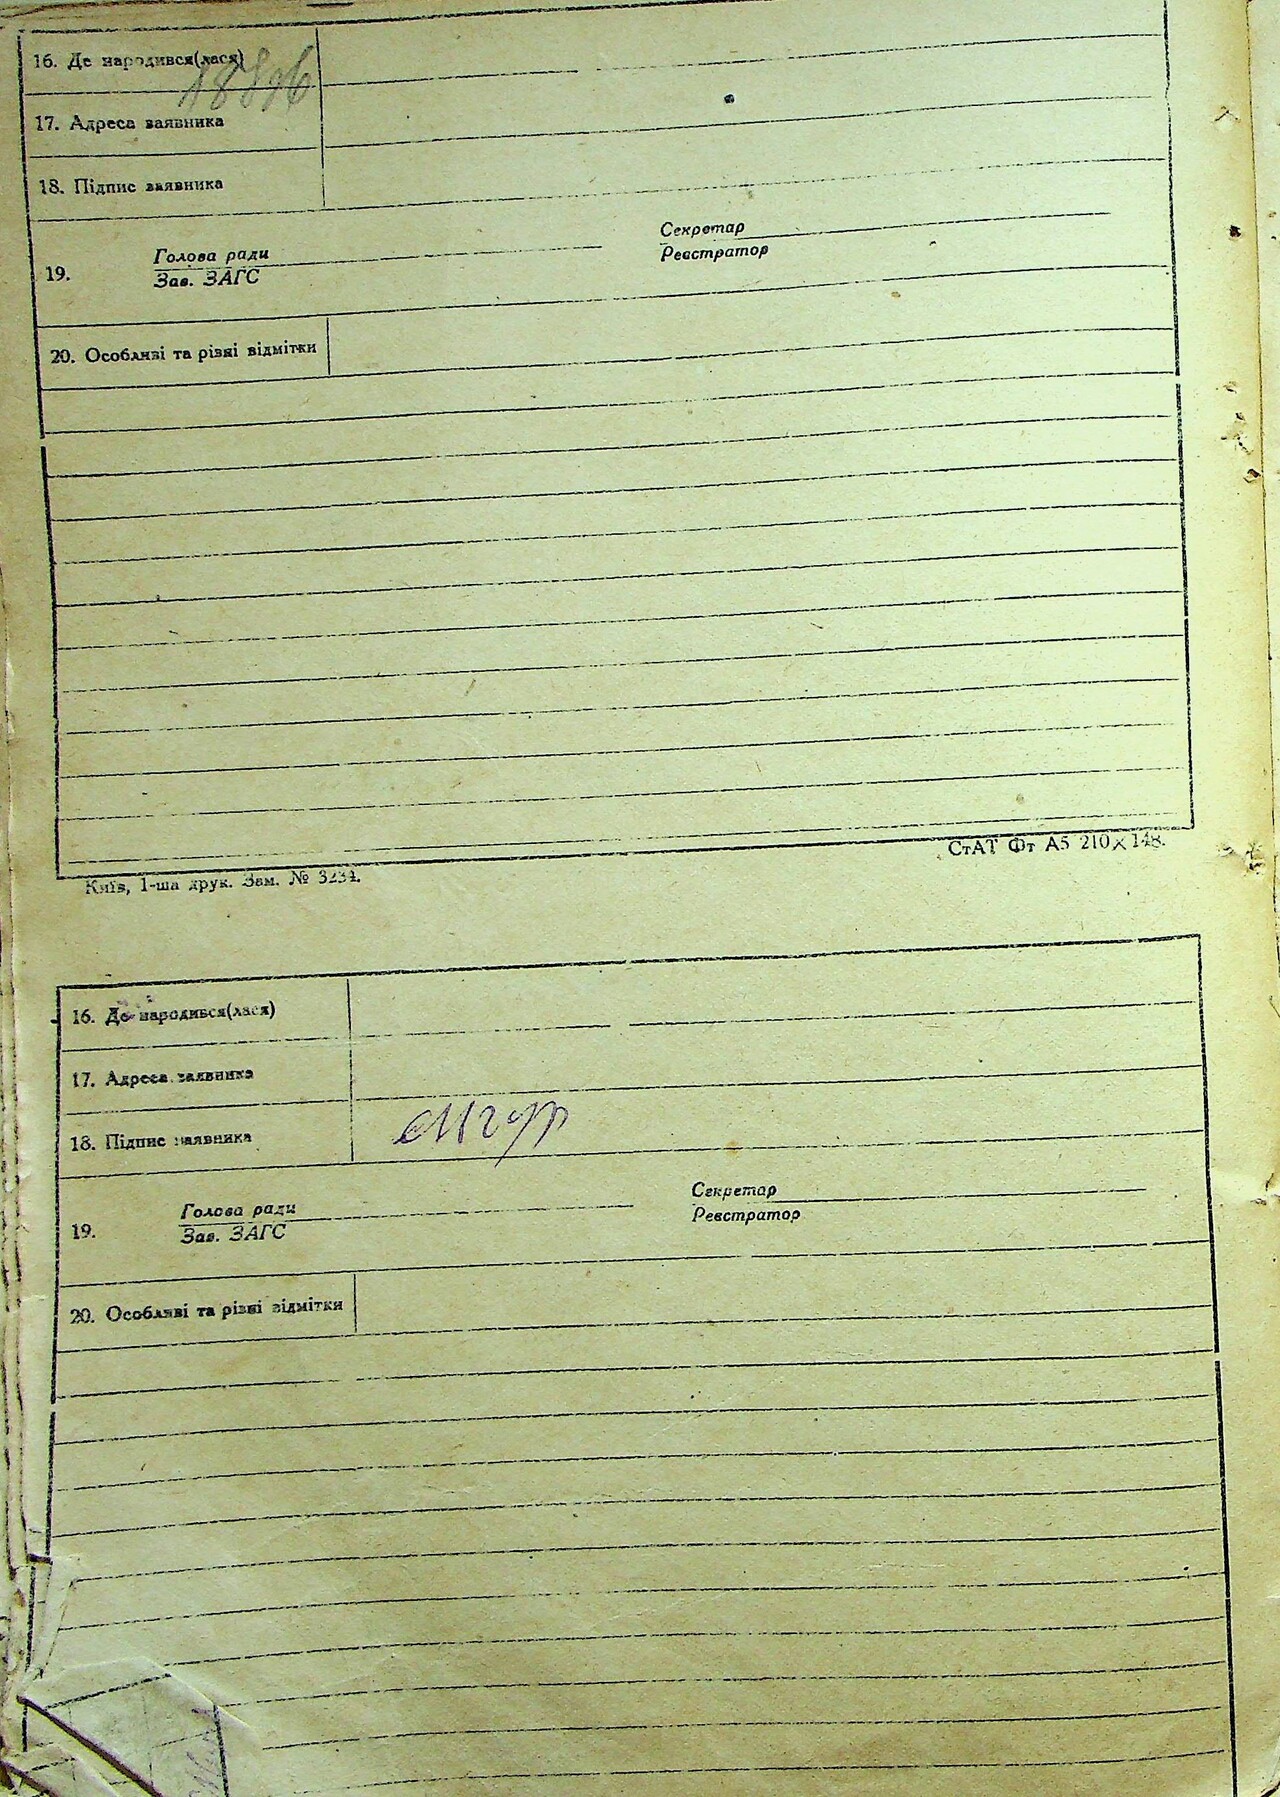 16. Де народився(лася)
17. Адреса заявника
18. Підпис заявника
Голова ради
Секретар
19.
Зав. ЗАГС
Реєстратор
20. Особливі та різні відмітки
СтАТ Фт А5 210×148.
Київ, 1-ша друк. Зам. № 3234.
16. Де народився(лася)
17. Адреса заявника
18. Підпис заявника
Голова ради
Секретар
19.
Зав. ЗАГС
Реєстратор
20. Особливі та різні відмітки